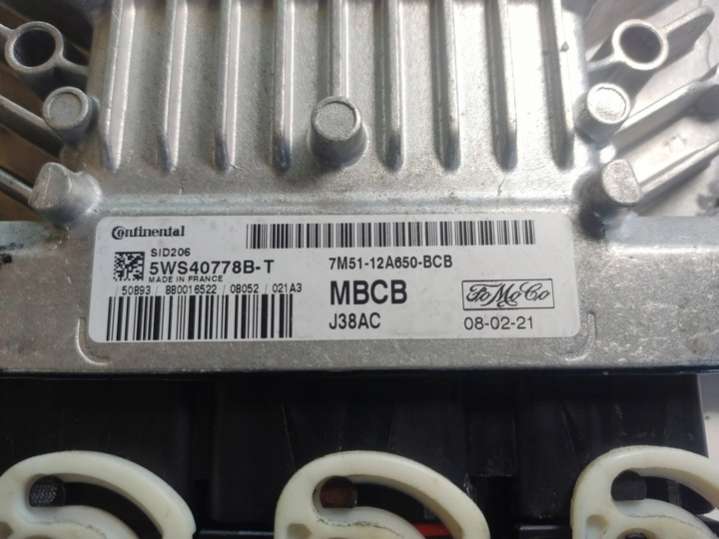 Continental
SID206
5WS40778B-T
MADE IN FRANCE
50893 / 880016522 / 08052 / 021A3
7M51-12A650-BCB
MBCB
FoMoCo
J38AC
08-02-21